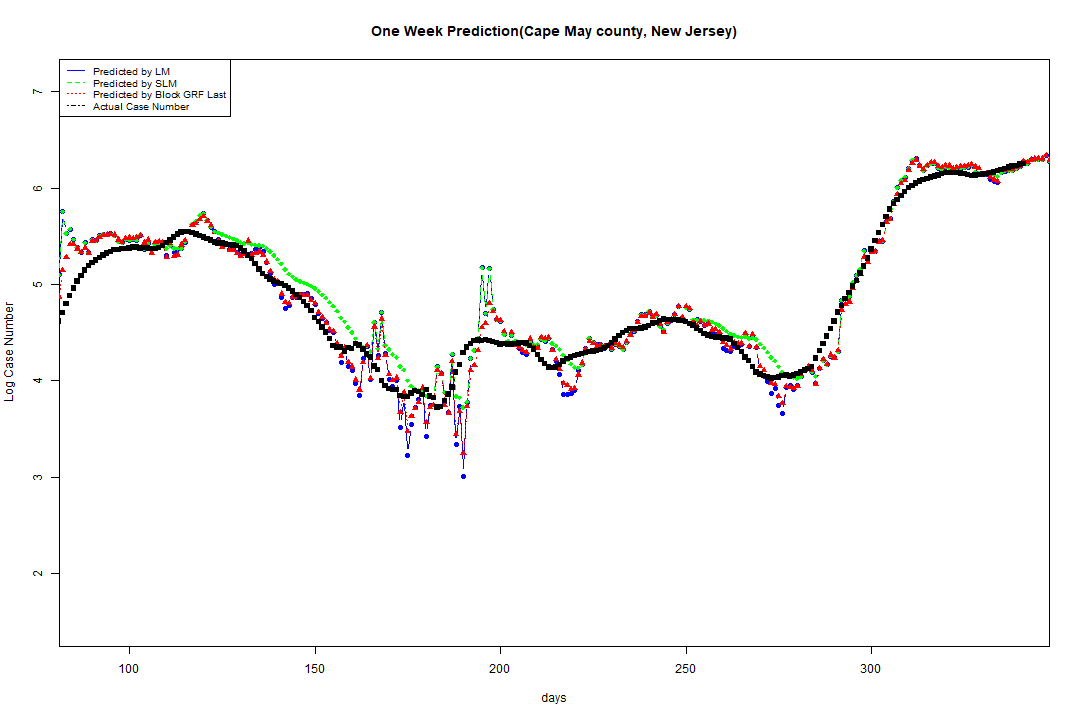 One Week Prediction(Cape May county, New Jersey)
Predicted by LM
Predicted by SLM
Predicted by Block GRF Last
Actual Case Number
7
6
5
4
3
2
Log Case Number
100 150 200 250 300
days